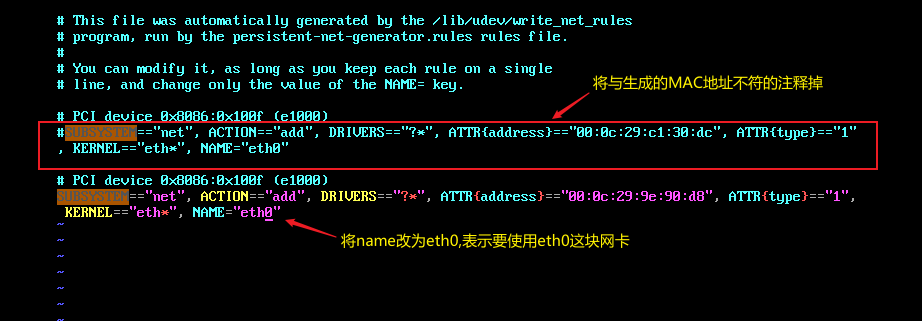 # This file was automatically generated by the /lib/udev/write_net_rules
# program, run by the persistent-net-generator.rules rules file.
#
# You can modify it, as long as you keep each rule on a single
# line, and change only the value of the NAME= key.
将与生成的MAC地址不符的注释掉
# PCI device 0x8086:0x100f (e1000)
#SUBSYSTEM=="net", ACTION=="add", DRIVERS=="?*", ATTR{address}=="00:0c:29:c1:30:dc", ATTR{type}=="1"
, KERNEL=="eth*", NAME="eth0"
# PCI device 0x8086:0x100f (e1000)
SUBSYSTEM=="net", ACTION=="add", DRIVERS=="?*", ATTR{address}=="00:0c:29:9e:90:d8", ATTR{type}=="1",
KERNEL=="eth*", NAME="eth0"
将name改为eth0,表示要使用eth0这块网卡
~
~
~
~
~
~
~